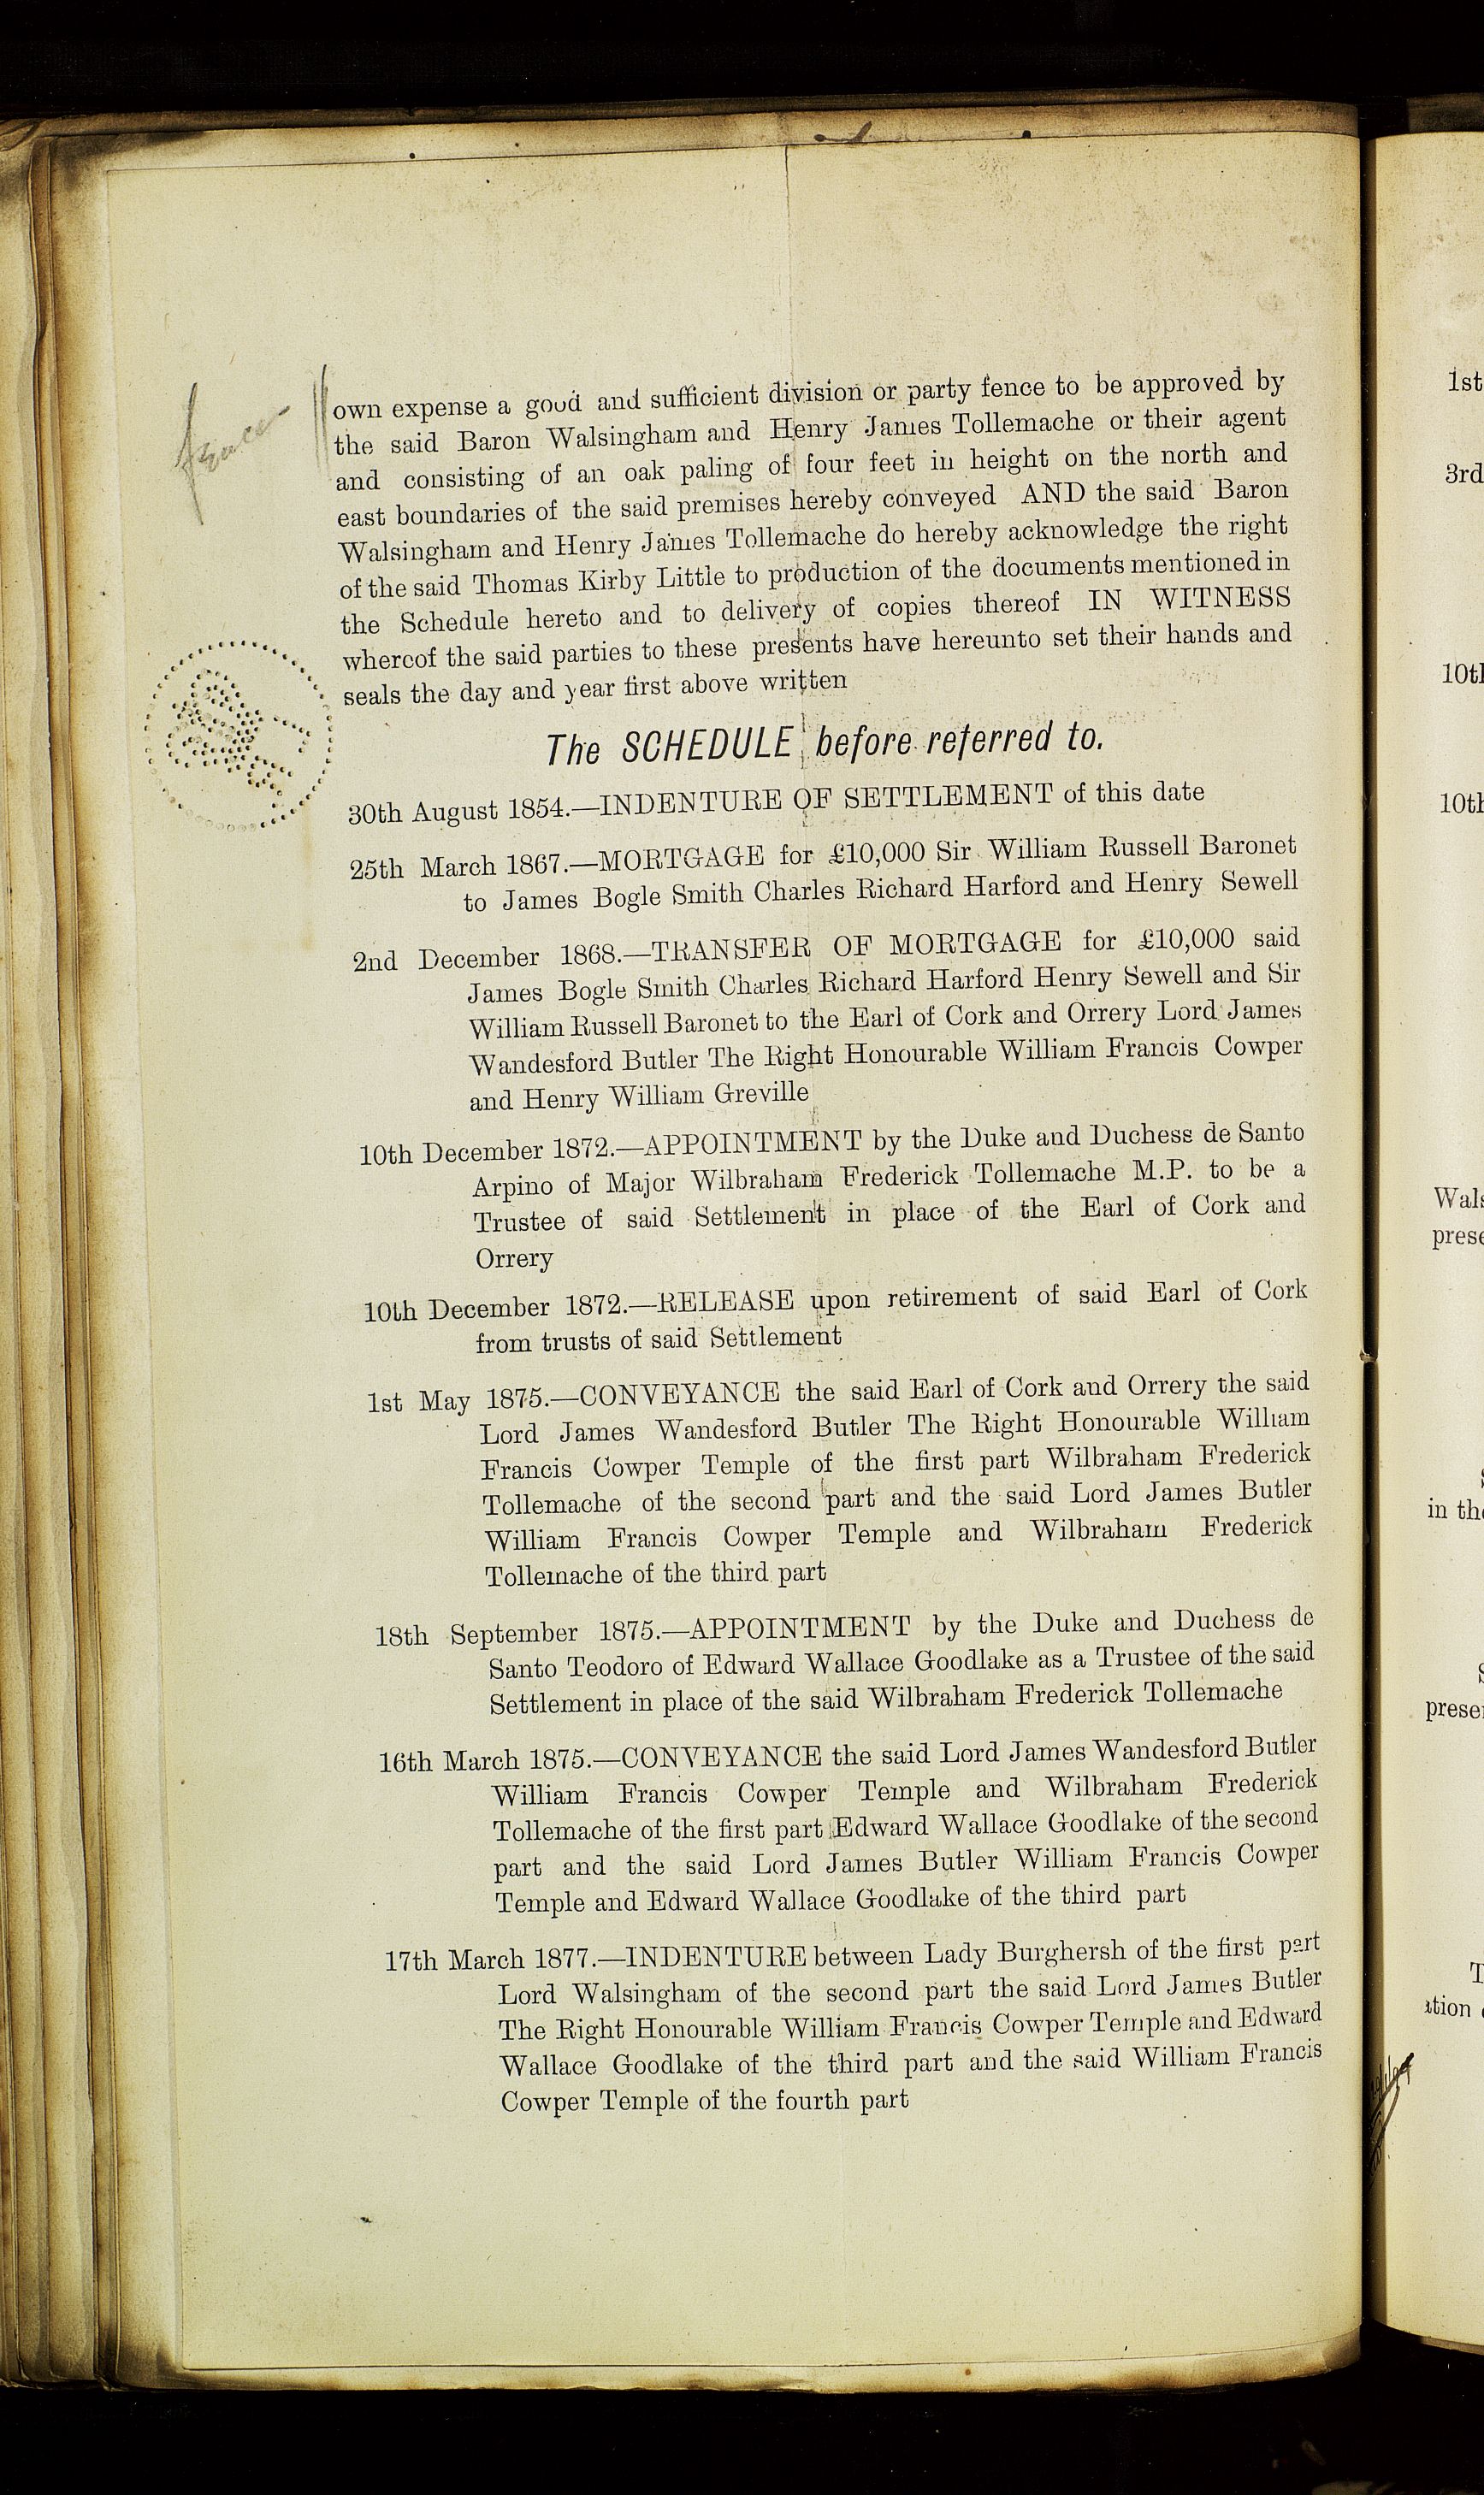 fence
own expense a good and sufficient division or party fence to be approved by
the said Baron Walsingham and Henry James Tollemache or their agent
and consisting of an oak paling of four feet in height on the north and
east boundaries of the said premises hereby conveyed AND the said Baron
Walsingham and Henry James Tollemache do hereby acknowledge the right
of the said Thomas Kirby Little to production of the documents mentioned in
the Schedule hereto and to delivery of copies thereof IN WITNESS
whereof the said parties to these presents have hereunto set their hands and
seals the day and year first above written
The SCHEDULE before referred to.
30th August 1854.—INDENTURE OF SETTLEMENT of this date
25th March 1867.—MORTGAGE for £10,000 Sir William Russell Baronet
to James Bogle Smith Charles Richard Harford and Henry Sewell
2nd December 1868.—TRANSFER OF MORTGAGE for £10,000 said
James Bogle Smith Charles Richard Harford Henry Sewell and Sir
William Russell Baronet to the Earl of Cork and Orrery Lord James
Wandesford Butler The Right Honourable William Francis Cowper
and Henry William Greville
10th December 1872.—APPOINTMENT by the Duke and Duchess de Santo
Arpino of Major Wilbraham Frederick Tollemache M.P. to be a
Trustee of said Settlement in place of the Earl of Cork and
Orrery
10th December 1872.—RELEASE upon retirement of said Earl of Cork
from trusts of said Settlement
1st May 1875.—CONVEYANCE the said Earl of Cork and Orrery the said
Lord James Wandesford Butler The Right Honourable William
Francis Cowper Temple of the first part Wilbraham Frederick
Tollemache of the second part and the said Lord James Butler
William Francis Cowper Temple and Wilbraham Frederick
Tollemache of the third part
18th September 1875.—APPOINTMENT by the Duke and Duchess de
Santo Teodoro of Edward Wallace Goodlake as a Trustee of the said
Settlement in place of the said Wilbraham Frederick Tollemache
16th March 1875.—CONVEYANCE the said Lord James Wandesford Butler
William Francis Cowper Temple and Wilbraham Frederick
Tollemache of the first part Edward Wallace Goodlake of the second
part and the said Lord James Butler William Francis Cowper
Temple and Edward Wallace Goodlake of the third part
17th March 1877.—INDENTURE between Lady Burghersh of the first part
Lord Walsingham of the second part the said Lord James Butler
The Right Honourable William Francis Cowper Temple and Edward
Wallace Goodlake of the third part and the said William Francis
Cowper Temple of the fourth part
1st
3rd
10th
10th
Wals
prese
in the
prese